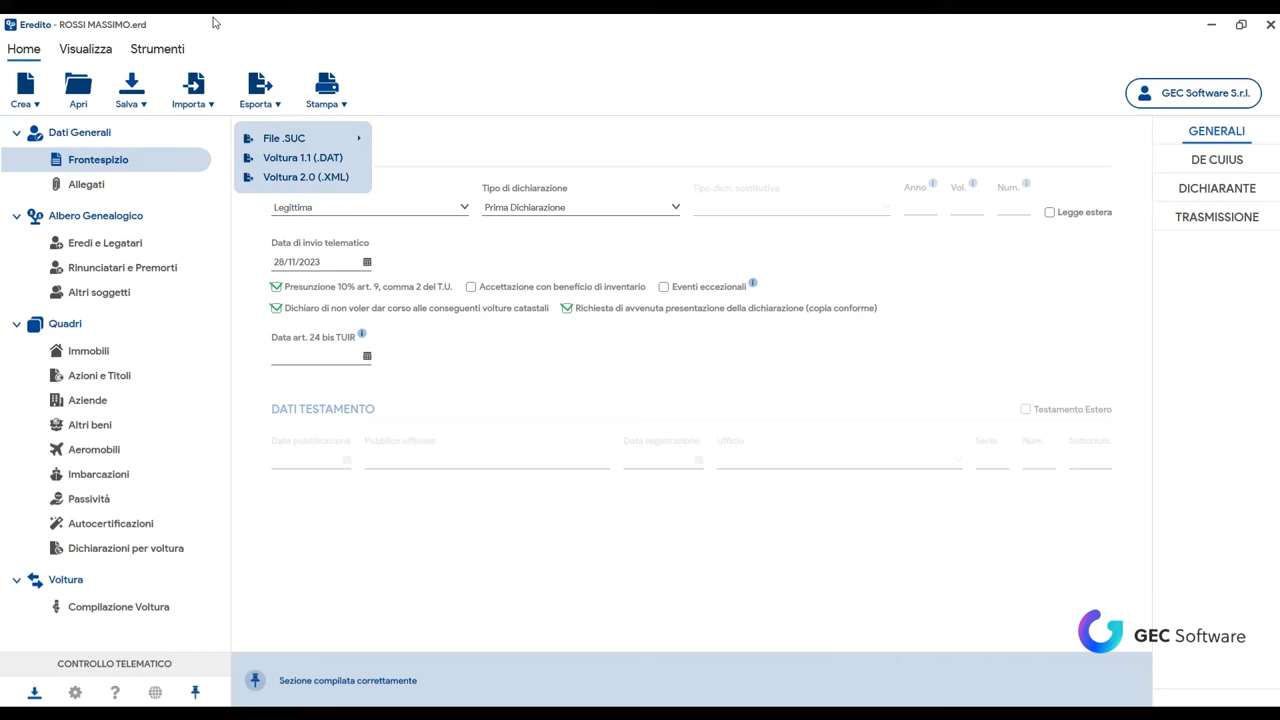 Eredito - ROSSI MASSIMO.erd
Home Visualizza Strumenti
Crea Apri Salva Importa Esporta Stampa
GEC Software S.r.l.
Dati Generali
Frontespizio
Allegati
Albero Genealogico
Eredi e Legatari
Rinunciatari e Premorti
Altri soggetti
Quadri
Immobili
Azioni e Titoli
Aziende
Altri beni
Aeromobili
Imbarcazioni
Passività
Autocertificazioni
Dichiarazioni per voltura
Voltura
Compilazione Voltura
CONTROLLO TELEMATICO
?
File .SUC
Voltura 1.1 (.DAT)
Voltura 2.0 (.XML)
Tipo di dichiarazione Tipo dich. sostitutiva Anno Vol. Num.
Legittima Prima Dichiarazione Legge estera
Data di invio telematico
28/11/2023
Presunzione 10% art. 9, comma 2 del T.U. Accettazione con beneficio di inventario Eventi eccezionali
Dichiaro di non voler dar corso alle conseguenti volture catastali Richiesta di avvenuta presentazione della dichiarazione (copia conforme)
Data art. 24 bis TUIR
DATI TESTAMENTO Testamento Estero
Data pubblicazione Pubblico ufficiale Data registrazione Ufficio Serie Num. Sottonum.
Sezione compilata correttamente
GENERALI
DE CUIUS
DICHIARANTE
TRASMISSIONE
GEC Software